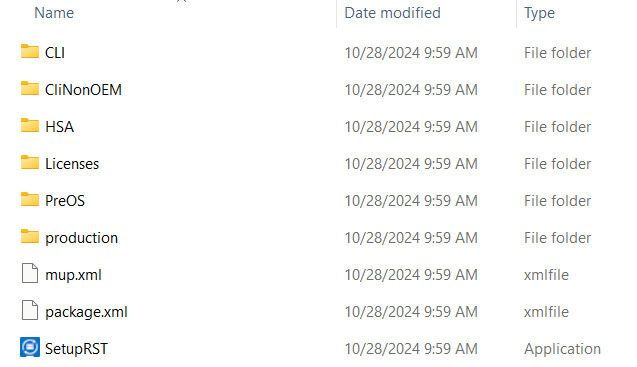 Name Date modified Type
CLI 10/28/2024 9:59 AM File folder
CliNonOEM 10/28/2024 9:59 AM File folder
HSA 10/28/2024 9:59 AM File folder
Licenses 10/28/2024 9:59 AM File folder
PreOS 10/28/2024 9:59 AM File folder
production 10/28/2024 9:59 AM File folder
mup.xml 10/28/2024 9:59 AM xmlfile
package.xml 10/28/2024 9:59 AM xmlfile
SetupRST 10/28/2024 9:59 AM Application